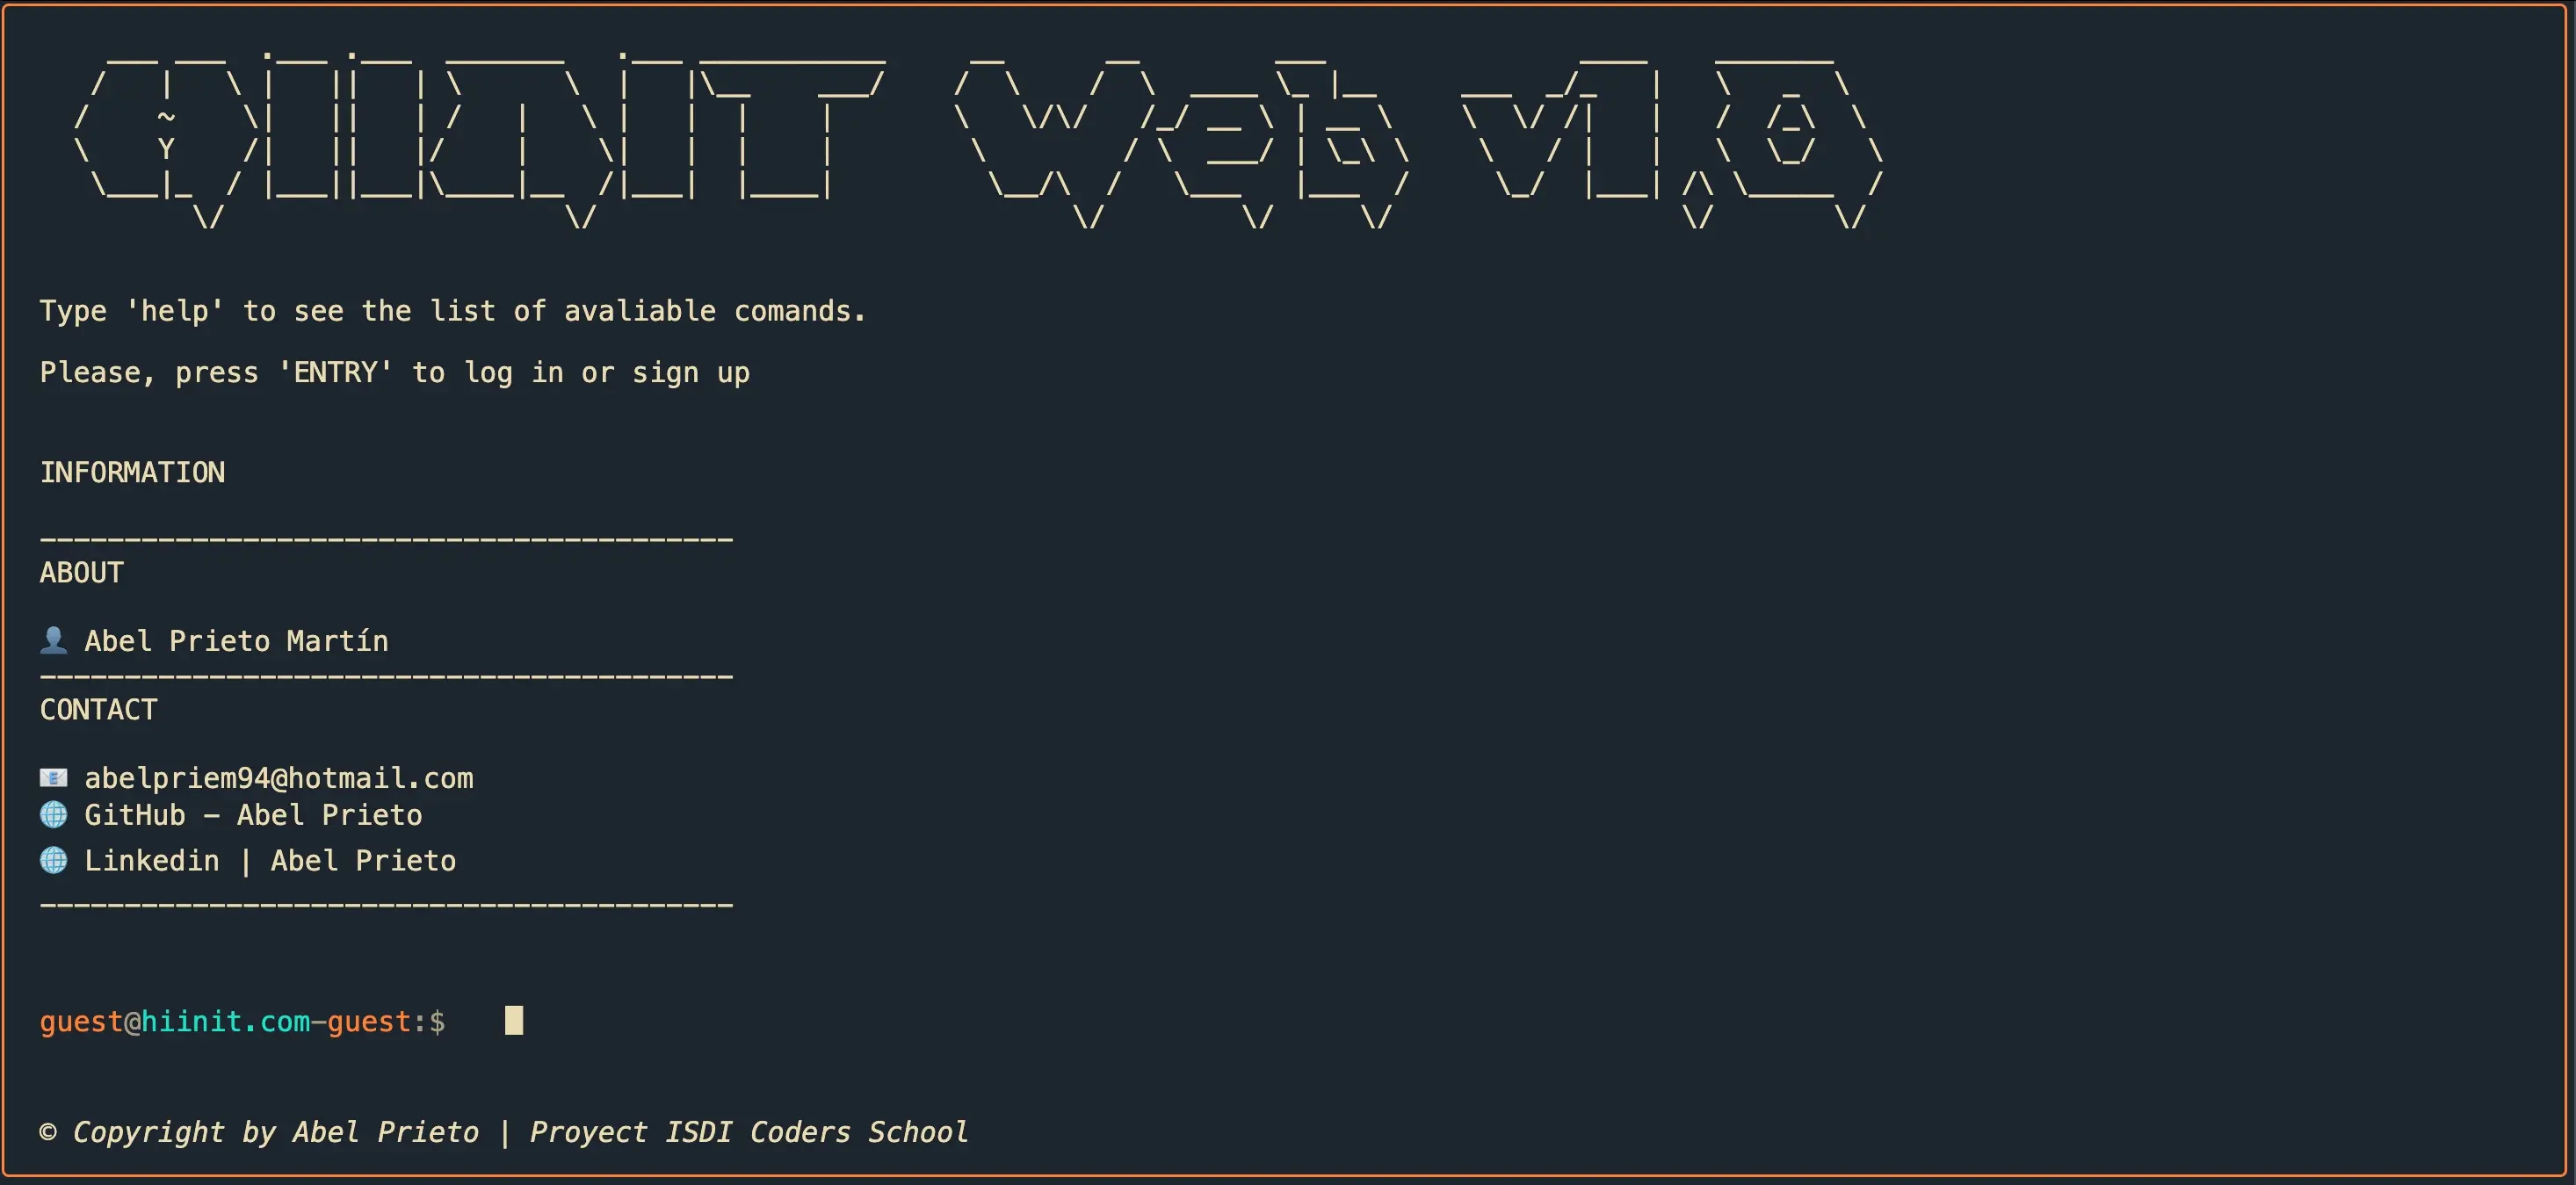 HIINIT Web v1.0
Type 'help' to see the list of avaliable comands.
Please, press 'ENTRY' to log in or sign up
INFORMATION
-----------------------------------------
ABOUT
Abel Prieto Martín
-----------------------------------------
CONTACT
abelpriem94@hotmail.com
GitHub - Abel Prieto
Linkedin | Abel Prieto
-----------------------------------------
guest@hiinit.com-guest:$
© Copyright by Abel Prieto | Proyect ISDI Coders School